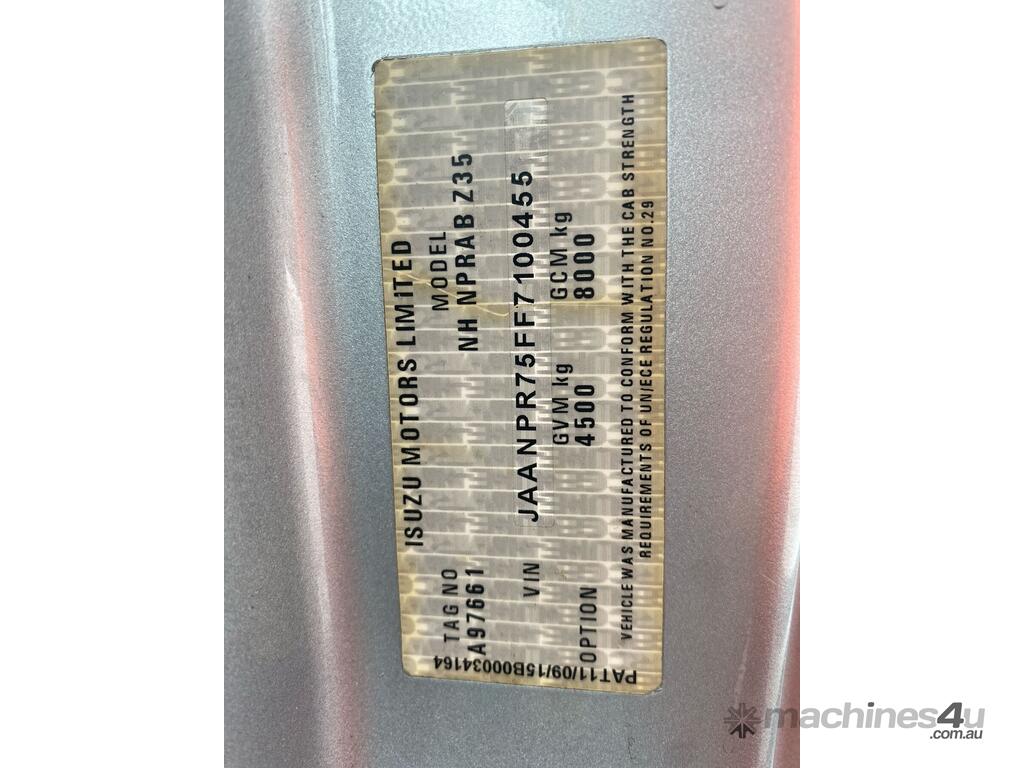 ISUZU MOTORS LIMITED
TAG NO MODEL
A97661 NH NPRAB Z35
VIN JAANPR75FF7100455
GVM kg GCM kg
OPTION 4500 8000
VEHICLE WAS MANUFACTURED TO CONFORM WITH THE CAB STRENGTH
REQUIREMENTS OF UN/ECE REGULATION NO.29
PAT11/09/15B00034164
machines4u
.com.au